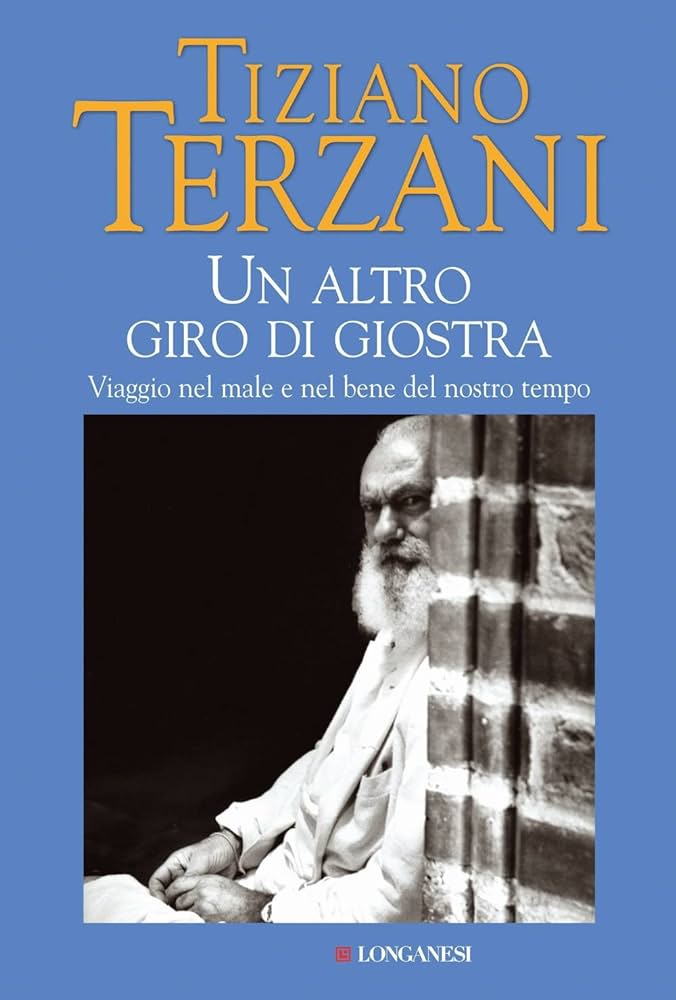 TIZIANO
TERZANI
UN ALTRO
GIRO DI GIOSTRA
Viaggio nel male e nel bene del nostro tempo
LONGANESI